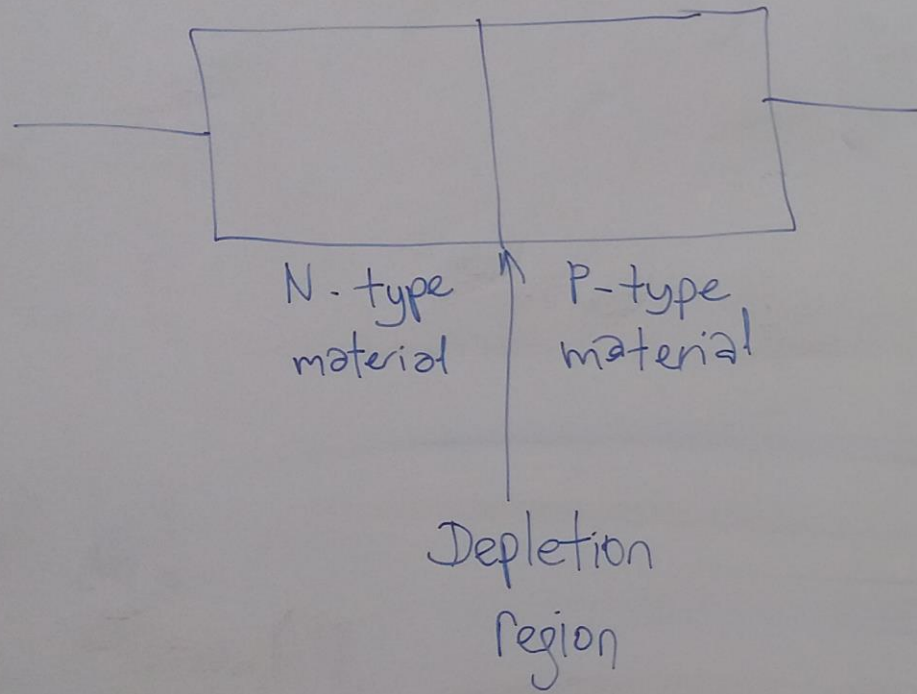 N-type
material
P-type
material
Depletion
region